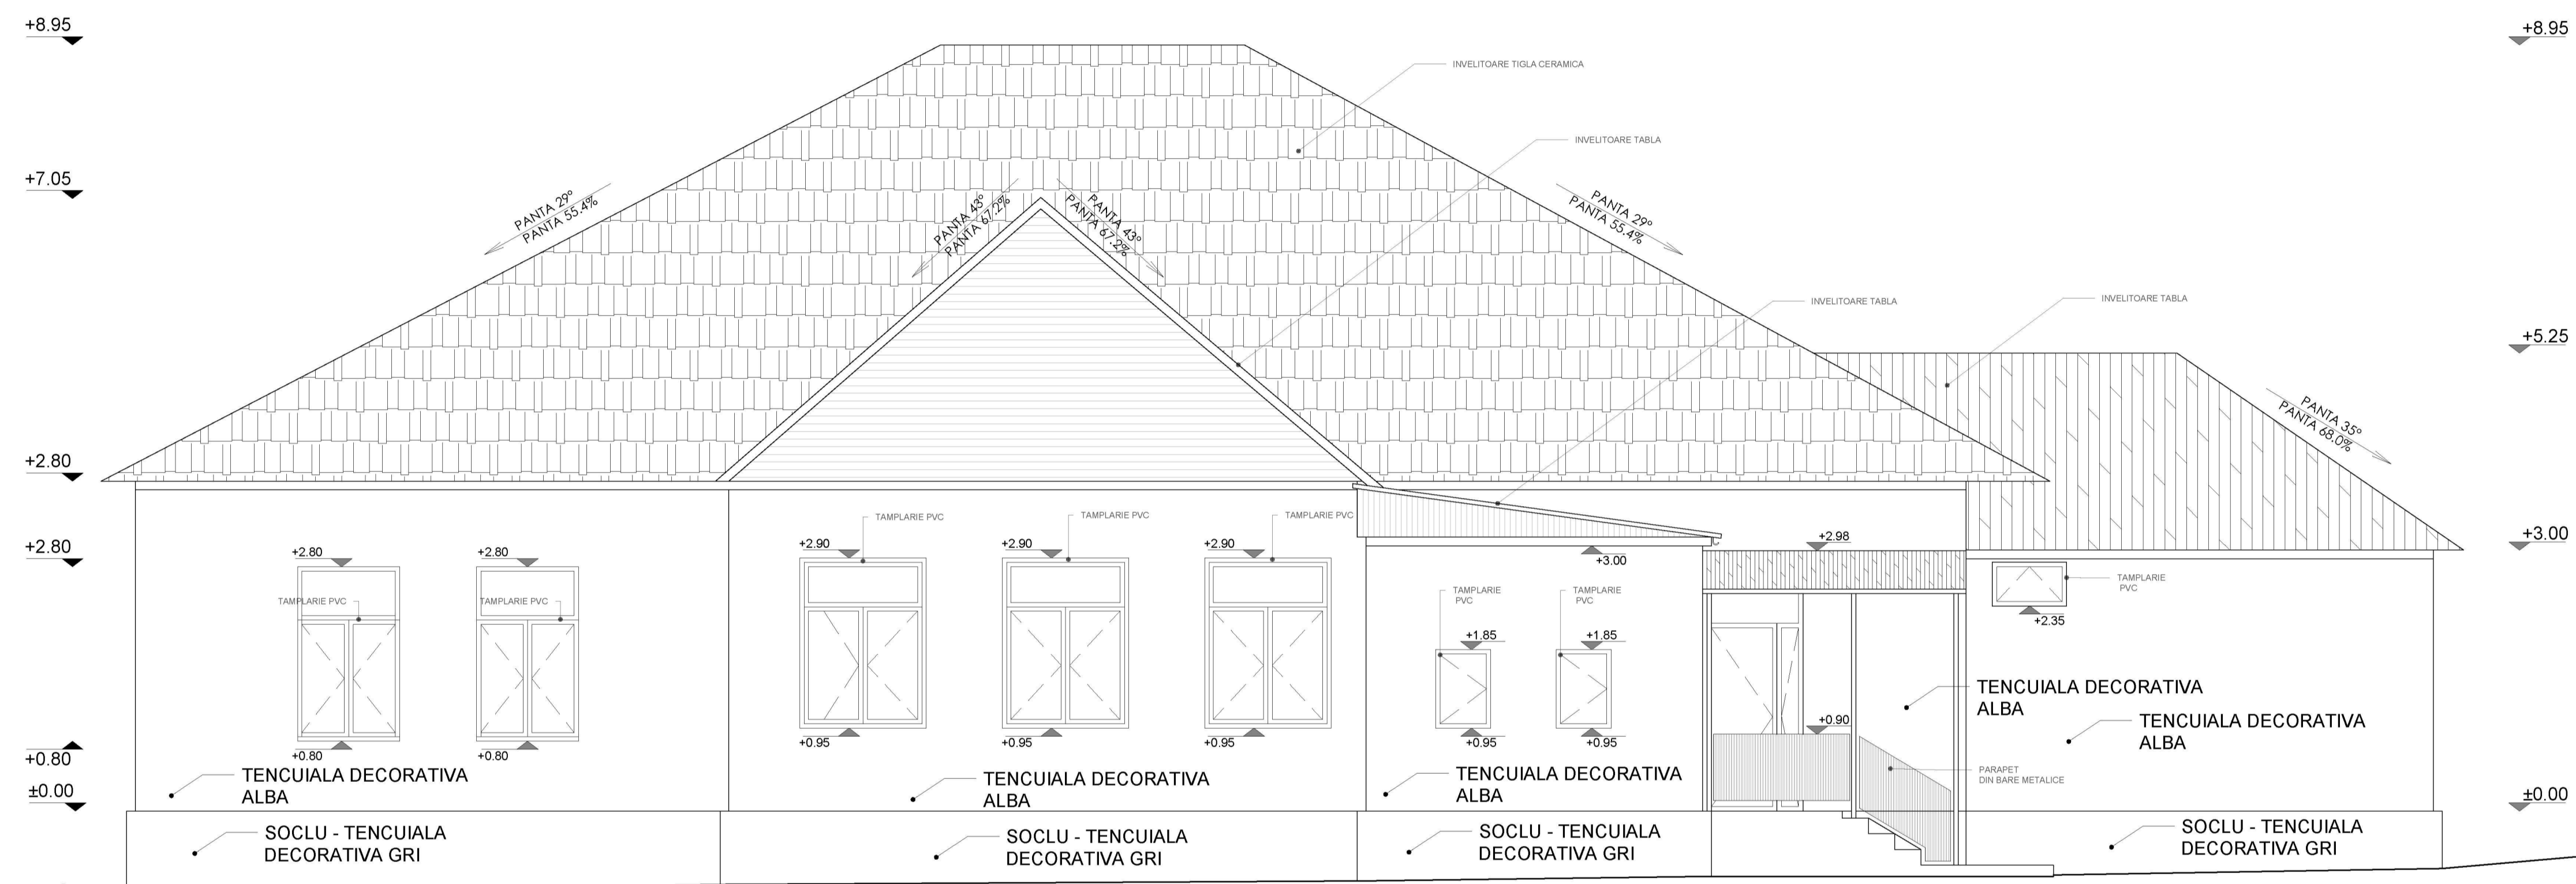 +8.95
+8.95
INVELITOARE TIGLA CERAMICA
INVELITOARE TABLA
+7.05
PANTA 29°
PANTA 55.4%
PANTA 43°
PANTA 67.2%
PANTA 43°
PANTA 67.2%
PANTA 29°
PANTA 55.4%
INVELITOARE TABLA
INVELITOARE TABLA
+5.25
PANTA 35°
PANTA 68.0%
+2.80
+2.80
+3.00
TAMPLARIE PVC
TAMPLARIE PVC
TAMPLARIE PVC
+2.80
+2.80
+2.90
+2.90
+2.90
+2.98
+3.00
TAMPLARIE PVC
TAMPLARIE PVC
TAMPLARIE
PVC
TAMPLARIE
PVC
TAMPLARIE
PVC
+2.35
+1.85
+1.85
+0.80
+0.80
+0.95
+0.95
+0.95
+0.95
+0.95
+0.90
TENCUIALA DECORATIVA
ALBA
TENCUIALA DECORATIVA
ALBA
PARAPET
DIN BARE METALICE
+0.80
±0.00
±0.00
TENCUIALA DECORATIVA
ALBA
TENCUIALA DECORATIVA
ALBA
TENCUIALA DECORATIVA
ALBA
SOCLU - TENCUIALA
DECORATIVA GRI
SOCLU - TENCUIALA
DECORATIVA GRI
SOCLU - TENCUIALA
DECORATIVA GRI
SOCLU - TENCUIALA
DECORATIVA GRI